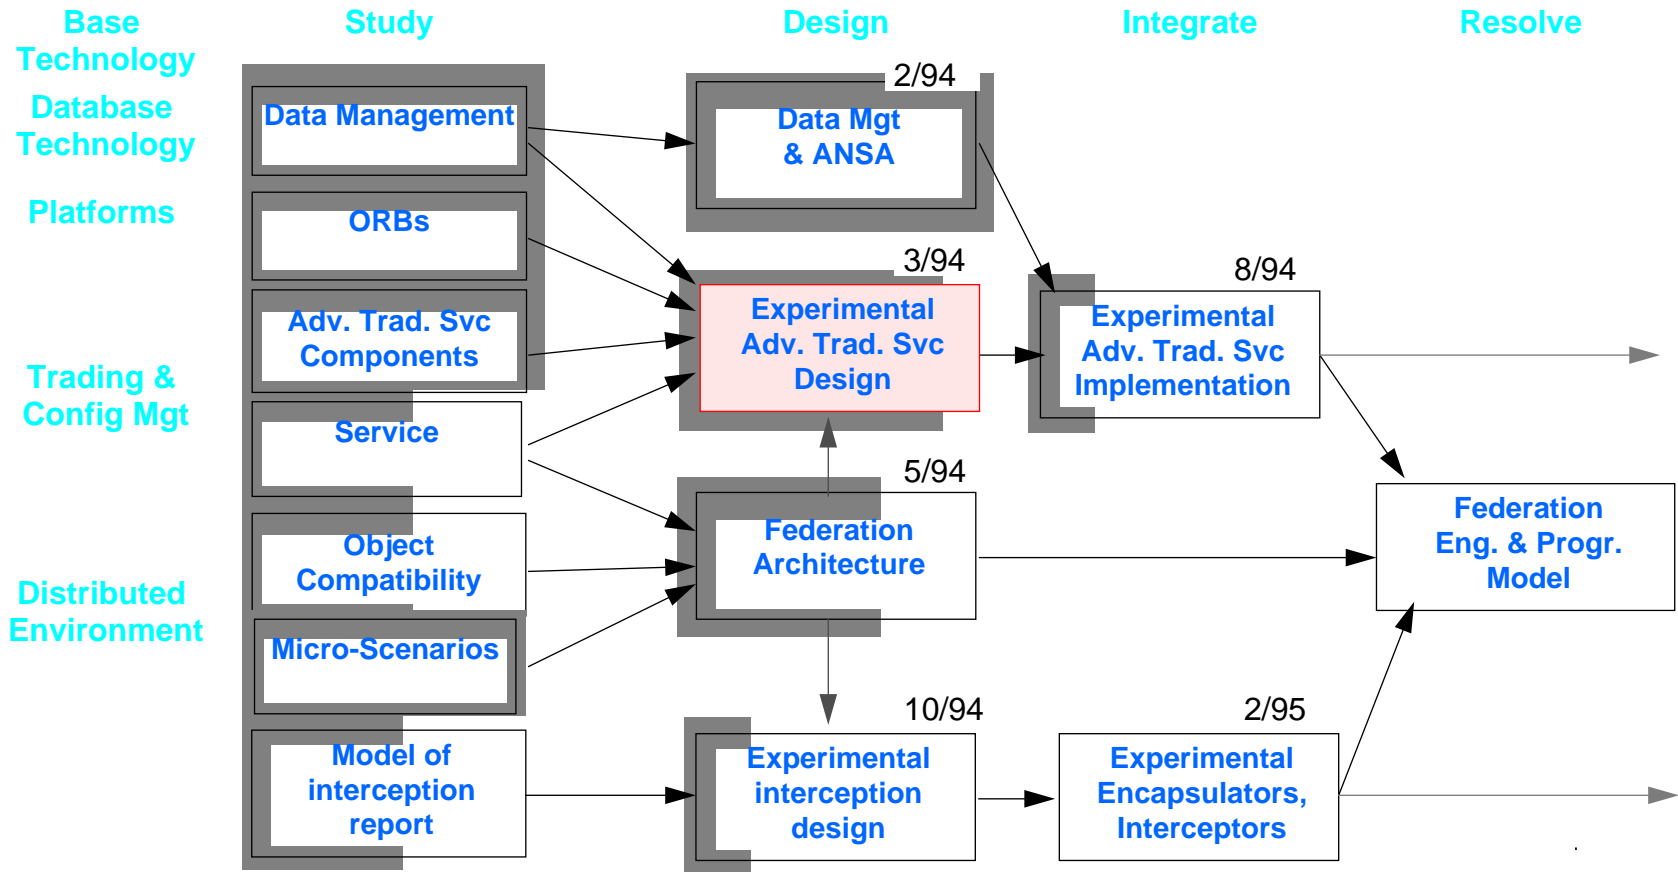 Base
Technology
Study
Design
Integrate
Resolve
Database
Technology
Platforms
Trading &
Config Mgt
Distributed
Environment
Data Management
ORBs
Adv. Trad. Svc
Components
Service
Object
Compatibility
Micro-Scenarios
Model of
interception
report
2/94
Data Mgt
& ANSA
3/94
Experimental
Adv. Trad. Svc
Design
5/94
Federation
Architecture
10/94
Experimental
interception
design
8/94
Experimental
Adv. Trad. Svc
Implementation
2/95
Experimental
Encapsulators,
Interceptors
Federation
Eng. & Progr.
Model
.